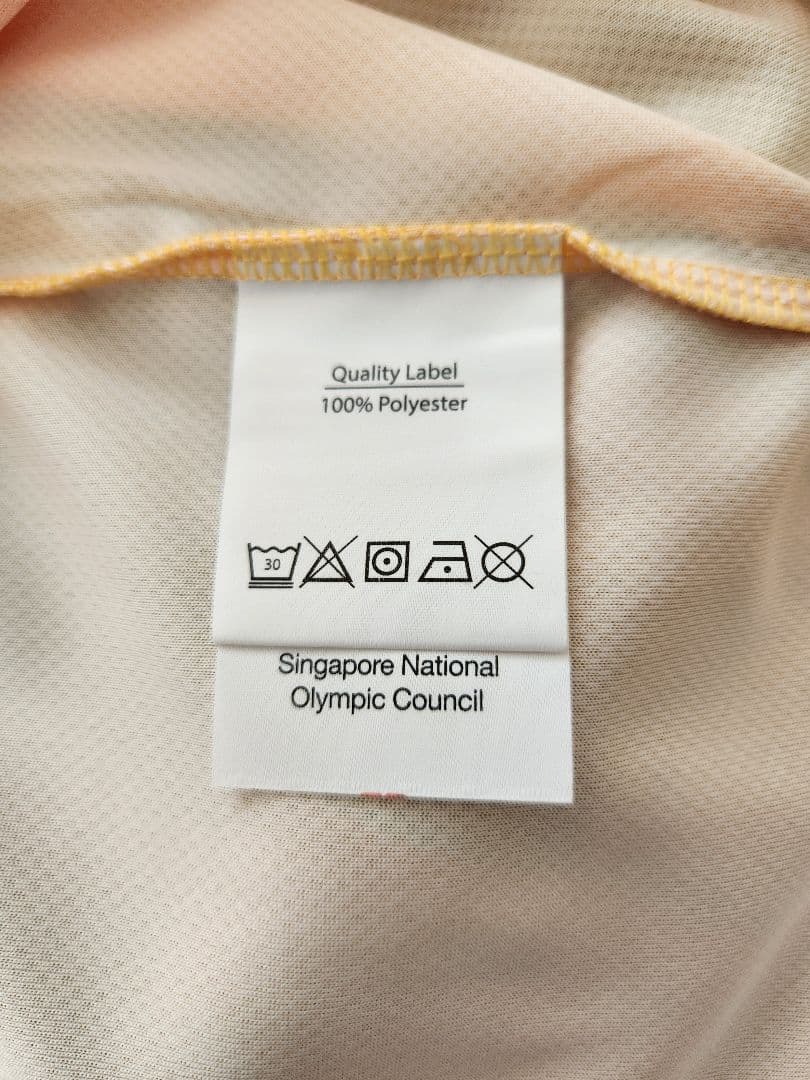 Quality Label
100% Polyester
30
Singapore National
Olympic Council